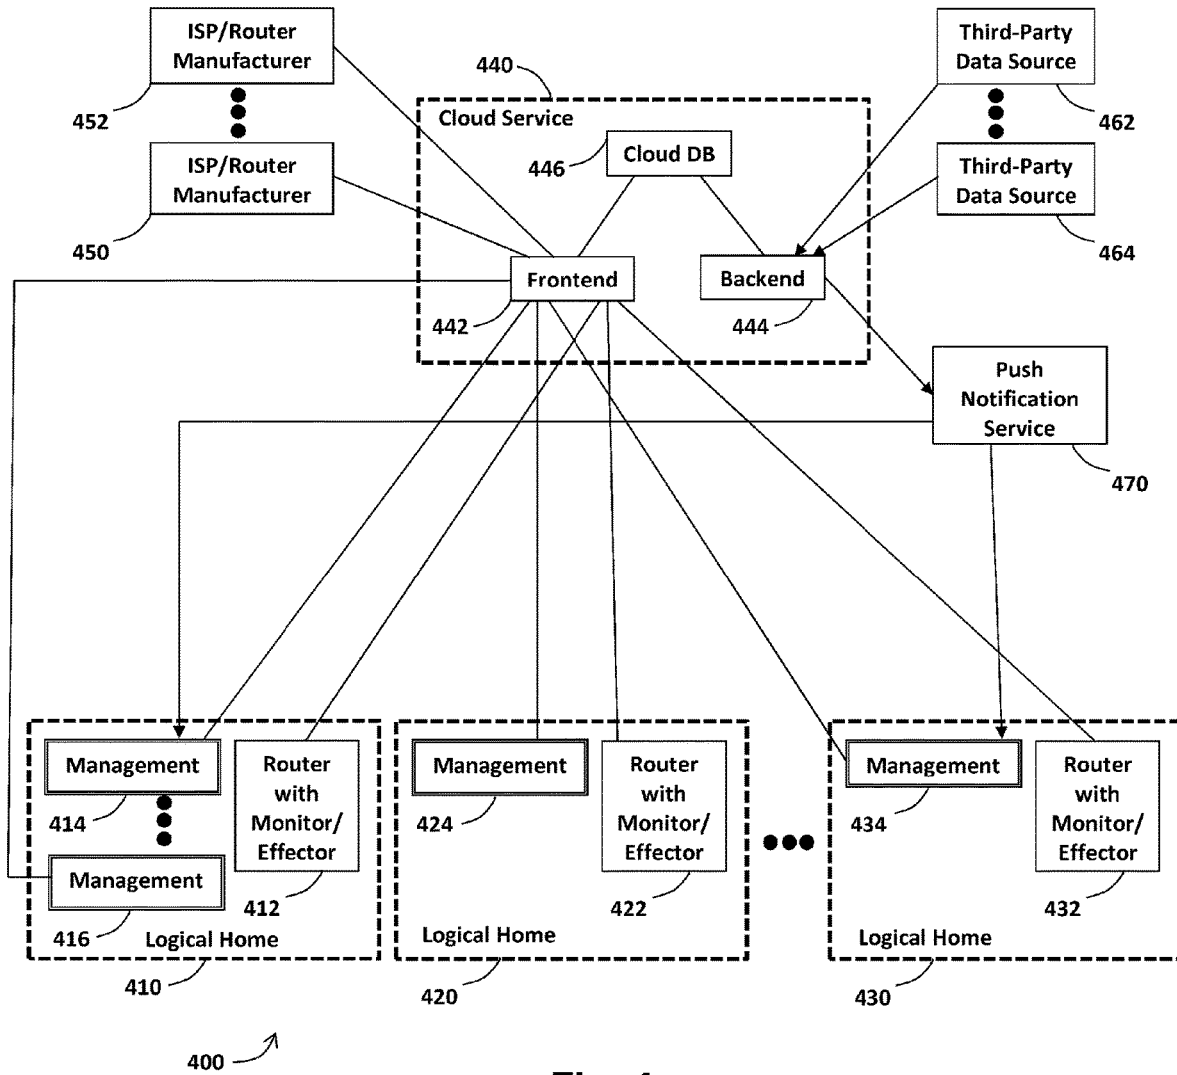 ISP/Router
Manufacturer
452
ISP/Router
Manufacturer
450
440
Cloud Service
446
Cloud DB
Frontend
442
Backend
444
Third-Party
Data Source
462
Third-Party
Data Source
464
Push
Notification
Service
470
Management
414
Management
416
Router
with
Monitor/
Effector
412
Logical Home
410
Management
424
Router
with
Monitor/
Effector
422
Logical Home
420
Management
434
Router
with
Monitor/
Effector
432
Logical Home
430
400